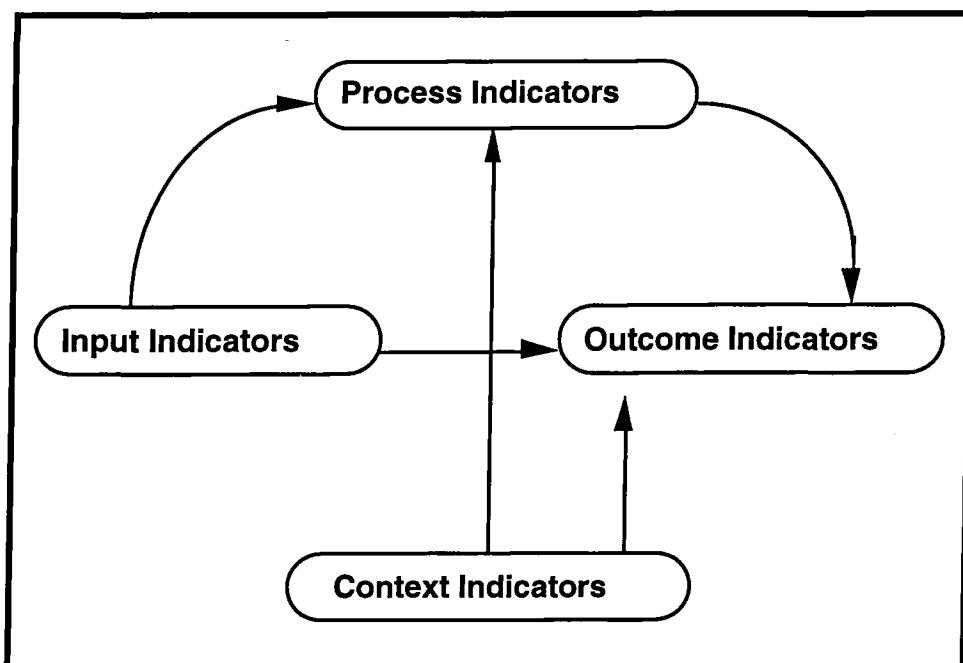 Process Indicators
Input Indicators
Outcome Indicators
Context Indicators